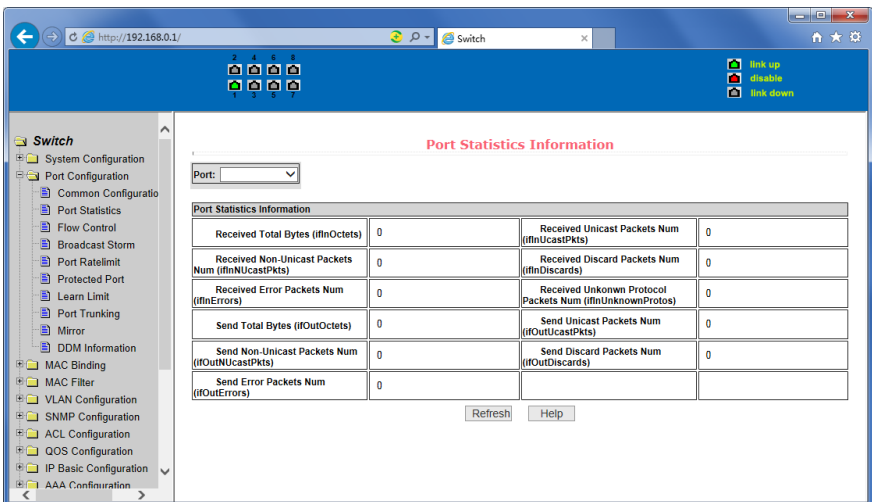 http://192.168.0.1/
Switch
2 4 6 8
1 3 5 7
link up
disable
link down
Switch
System Configuration
Port Configuration
Common Configuratio
Port Statistics
Flow Control
Broadcast Storm
Port Ratelimit
Protected Port
Learn Limit
Port Trunking
Mirror
DDM Information
MAC Binding
MAC Filter
VLAN Configuration
SNMP Configuration
ACL Configuration
QOS Configuration
IP Basic Configuration
AAA Configuration
Port Statistics Information
Port:
Port Statistics Information
Received Total Bytes (ifInOctets) 0
Received Unicast Packets Num
(ifInUcastPkts) 0
Received Non-Unicast Packets
Num (ifInNUcastPkts) 0
Received Discard Packets Num
(ifInDiscards) 0
Received Error Packets Num
(ifInErrors) 0
Received Unkonwn Protocol
Packets Num (ifInUnknownProtos) 0
Send Total Bytes (ifOutOctets) 0
Send Unicast Packets Num
(ifOutUcastPkts) 0
Send Non-Unicast Packets Num
(ifOutNUcastPkts) 0
Send Discard Packets Num
(ifOutDiscards) 0
Send Error Packets Num
(ifOutErrors) 0
Refresh Help